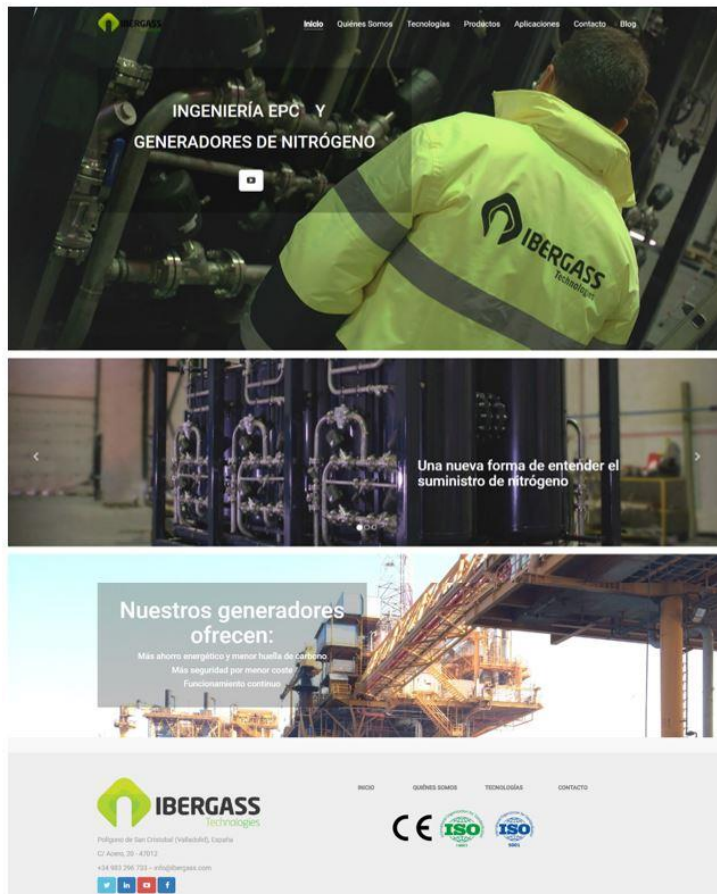 IBERGASS
Inicio Quiénes Somos Tecnologías Productos Aplicaciones Contacto Blog
INGENIERÍA EPC Y
GENERADORES DE NITRÓGENO
IBERGASS
Technologies
Una nueva forma de entender el
suministro de nitrógeno
Nuestros generadores
ofrecen:
Más ahorro energético y menor huella de carbono
Más seguridad por menor coste
Funcionamiento continuo
IBERGASS
Technologies
INICIO QUIÉNES SOMOS TECNOLOGÍAS CONTACTO
CE ISO ISO
Polígono de San Cristobal (Valladolid), España
C/ Acero, 20 - 47012
+34 983 296 733 – info@ibergass.com